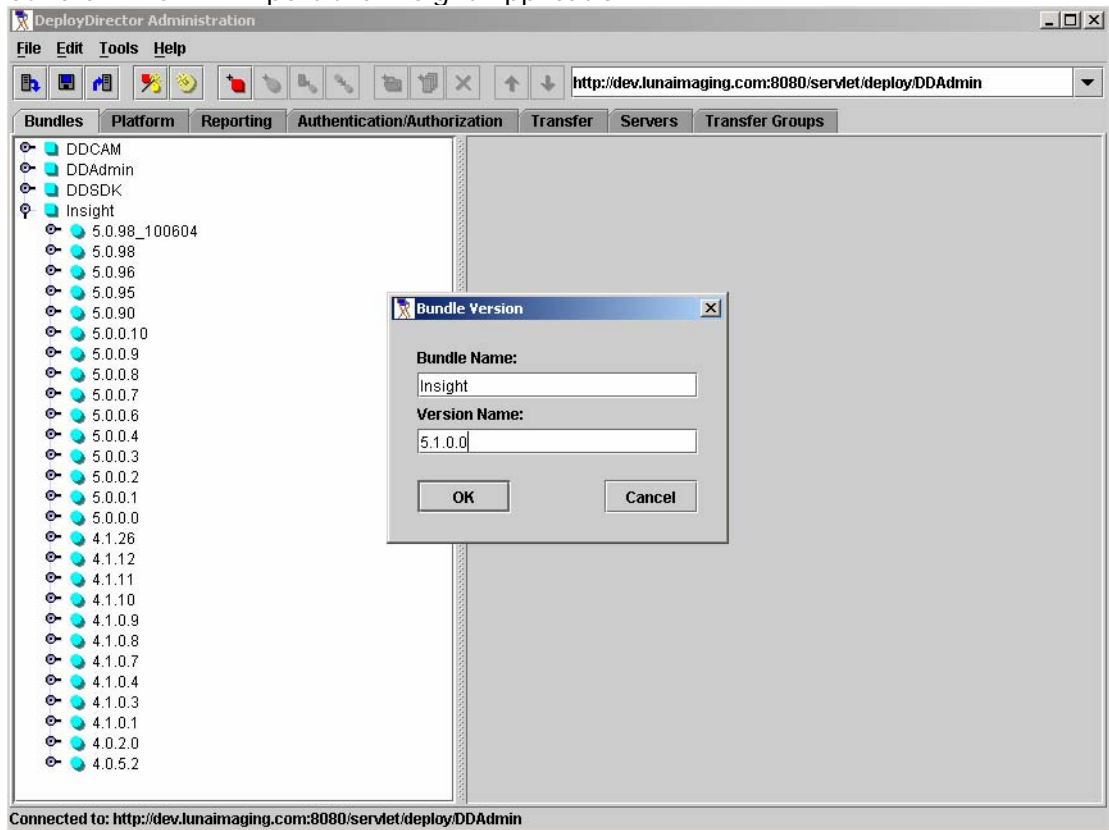 DeployDirector Administration
File Edit Tools Help
http://dev.lunaimaging.com:8080/servlet/deploy/DDAdmin
Bundles Platform Reporting Authentication/Authorization Transfer Servers Transfer Groups
DDCAM
DDAdmin
DDSDK
Insight
5.0.98_100604
5.0.98
5.0.96
5.0.95
5.0.90
5.0.0.10
5.0.0.9
5.0.0.8
5.0.0.7
5.0.0.6
5.0.0.4
5.0.0.3
5.0.0.2
5.0.0.1
5.0.0.0
4.1.26
4.1.12
4.1.11
4.1.10
4.1.0.9
4.1.0.8
4.1.0.7
4.1.0.4
4.1.0.3
4.1.0.1
4.0.2.0
4.0.5.2
Bundle Version
Bundle Name:
Insight
Version Name:
5.1.0.0
OK Cancel
Connected to: http://dev.lunaimaging.com:8080/servlet/deploy/DDAdmin